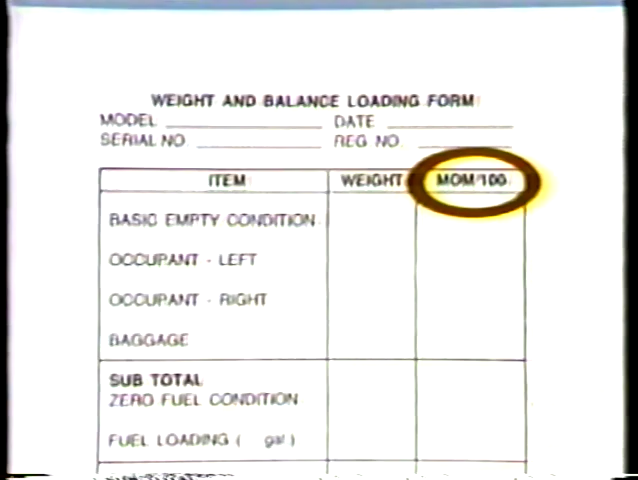 WEIGHT AND BALANCE LOADING FORM
MODEL DATE
SERIAL NO. REG NO.
ITEM WEIGHT MOM/100
BASIC EMPTY CONDITION
OCCUPANT - LEFT
OCCUPANT - RIGHT
BAGGAGE
SUB TOTAL
ZERO FUEL CONDITION
FUEL LOADING ( gal )